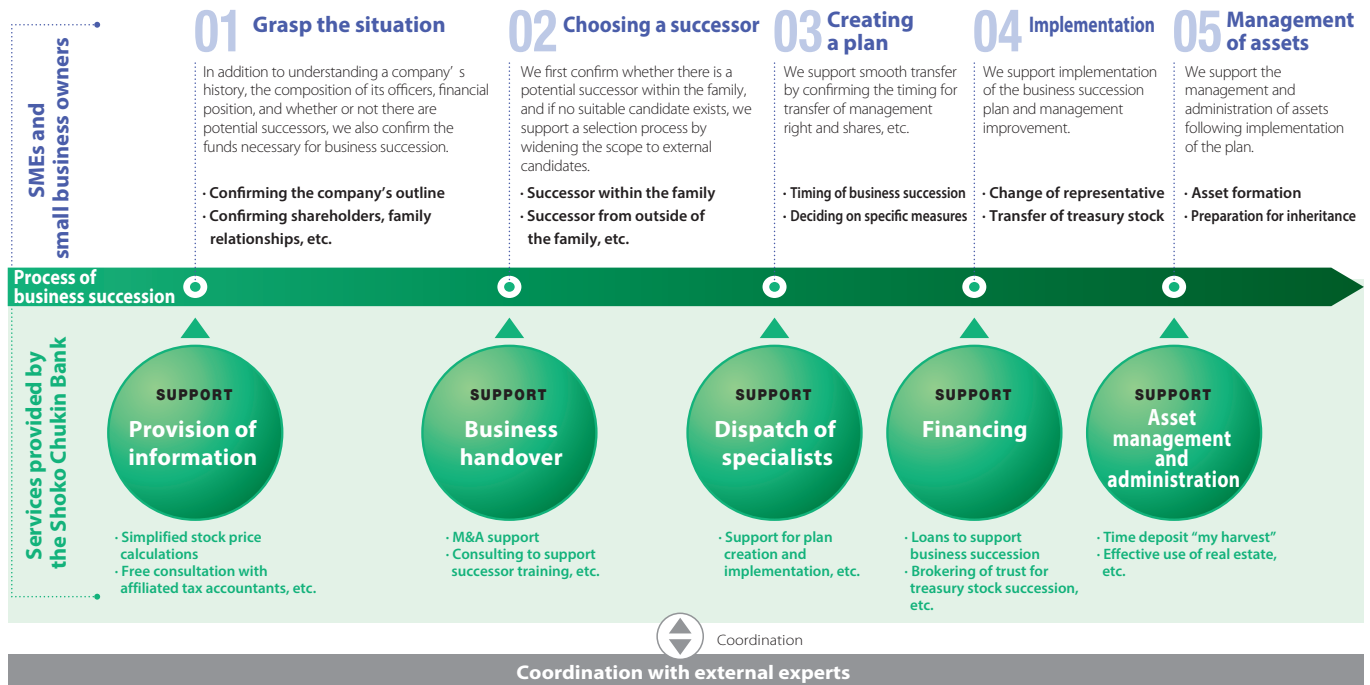 SMEs and
small business owners
01 Grasp the situation
In addition to understanding a company' s
history, the composition of its officers, financial
position, and whether or not there are
potential successors, we also confirm the
funds necessary for business succession.
· Confirming the company's outline
· Confirming shareholders, family
relationships, etc.
02 Choosing a successor
We first confirm whether there is a
potential successor within the family,
and if no suitable candidate exists, we
support a selection process by
widening the scope to external
candidates.
· Successor within the family
· Successor from outside of
the family, etc.
03 Creating
a plan
We support smooth transfer
by confirming the timing for
transfer of management
right and shares, etc.
· Timing of business succession
· Deciding on specific measures
04 Implementation
We support implementation
of the business succession
plan and management
improvement.
· Change of representative
· Transfer of treasury stock
05 Management
of assets
We support the
management and
administration of assets
following implementation
of the plan.
· Asset formation
· Preparation for inheritance
Process of
business succession
Services provided by
the Shoko Chukin Bank
SUPPORT
Provision of
information
· Simplified stock price
calculations
· Free consultation with
affiliated tax accountants, etc.
SUPPORT
Business
handover
· M&A support
· Consulting to support
successor training, etc.
SUPPORT
Dispatch of
specialists
· Support for plan
creation and
implementation, etc.
SUPPORT
Financing
· Loans to support
business succession
· Brokering of trust for
treasury stock succession,
etc.
SUPPORT
Asset
management
and
administration
· Time deposit “my harvest”
· Effective use of real estate,
etc.
Coordination
Coordination with external experts